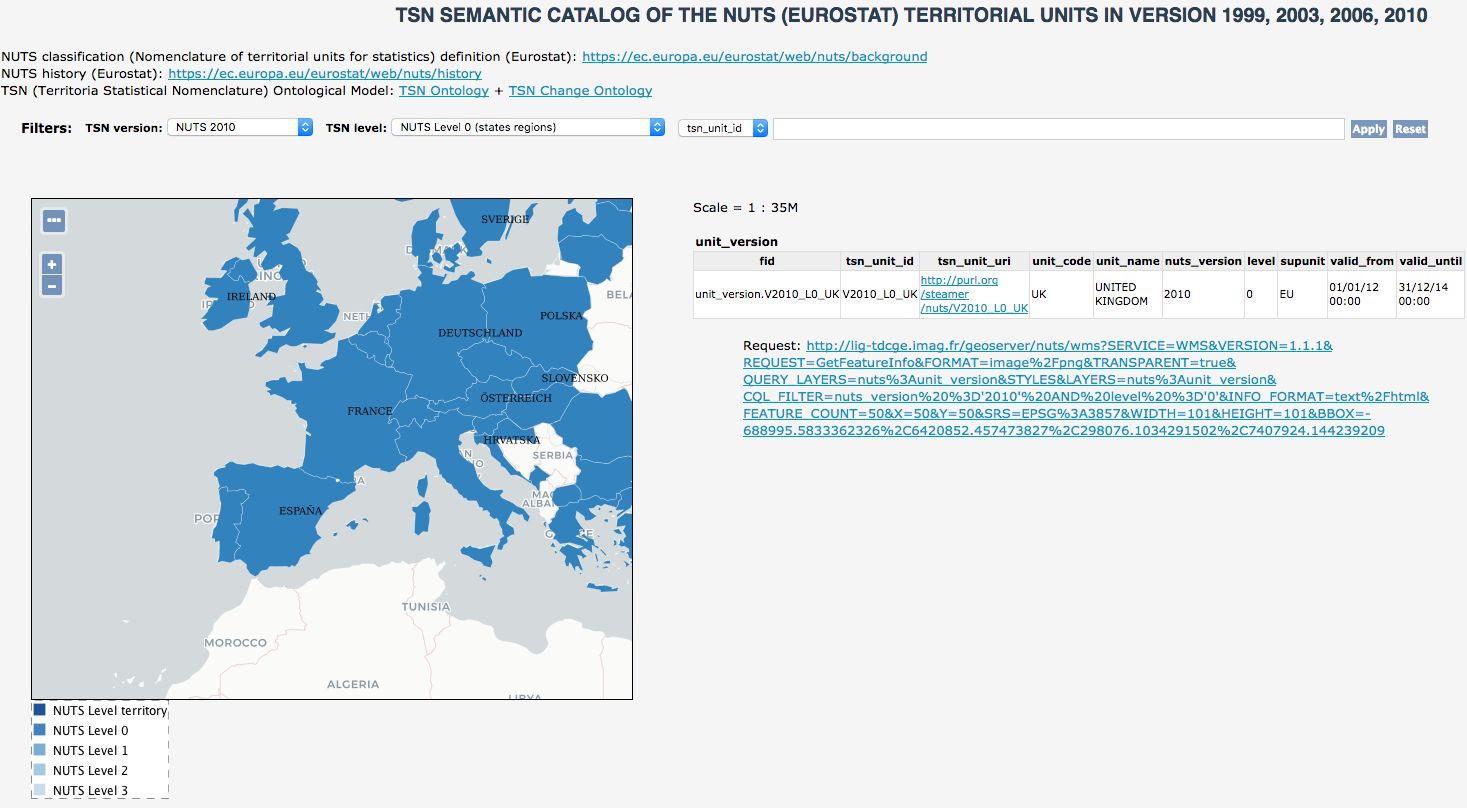 TSN SEMANTIC CATALOG OF THE NUTS (EUROSTAT) TERRITORIAL UNITS IN VERSION 1999, 2003, 2006, 2010
NUTS classification (Nomenclature of territorial units for statistics) definition (Eurostat): https://ec.europa.eu/eurostat/web/nuts/background
NUTS history (Eurostat): https://ec.europa.eu/eurostat/web/nuts/history
TSN (Territoria Statistical Nomenclature) Ontological Model: TSN Ontology + TSN Change Ontology
Filters: TSN version: NUTS 2010 TSN level: NUTS Level 0 (states regions) tsn_unit_id Apply Reset
Scale = 1 : 35M
unit_version
fid tsn_unit_id tsn_unit_uri unit_code unit_name nuts_version level supunit valid_from valid_until
unit_version.V2010_L0_UK V2010_L0_UK http://purl.org
/steamer
/nuts/V2010_L0_UK UK UNITED
KINGDOM 2010 0 EU 01/01/12
00:00 31/12/14
00:00
Request: http://lig-tdcge.imag.fr/geoserver/nuts/wms?SERVICE=WMS&VERSION=1.1.1&
REQUEST=GetFeatureInfo&FORMAT=image%2Fpng&TRANSPARENT=true&
QUERY_LAYERS=nuts%3Aunit_version&STYLES&LAYERS=nuts%3Aunit_version&
CQL_FILTER=nuts_version%20%3D'2010'%20AND%20level%20%3D'0'&INFO_FORMAT=text%2Fhtml&
FEATURE_COUNT=50&X=50&Y=50&SRS=EPSG%3A3857&WIDTH=101&HEIGHT=101&BBOX=-
688995.5833362326%2C6420852.457473827%2C298076.1034291502%2C7407924.144239209
SVERIGE
IRELAND
BELA
NETH
POLSKA
DEUTSCHLAND
SLOVENSKO
ÖSTERREICH
FRANCE
HRVATSKA
SERBIA
MAC
ALBA
ESPAÑA
POR
TUNISIA
MOROCCO
ALGERIA
LIBYA
NUTS Level territory
NUTS Level 0
NUTS Level 1
NUTS Level 2
NUTS Level 3